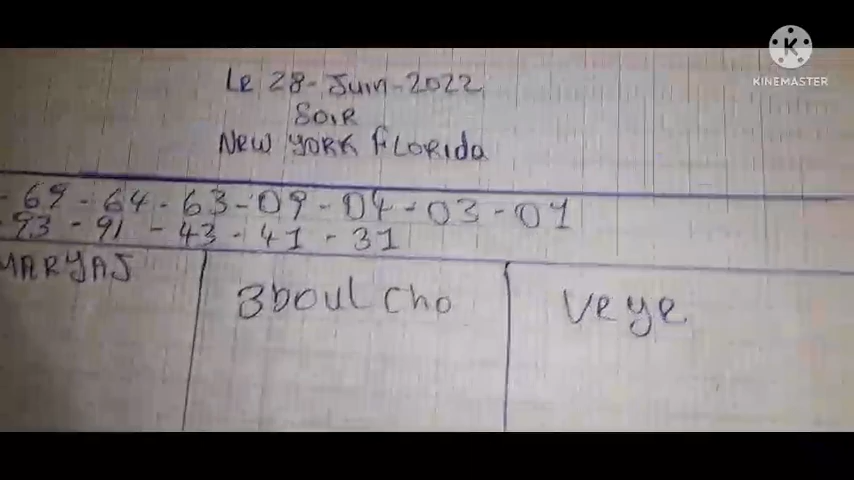 Le 28-Juin-2022
Soir
New York Florida
- 69 - 64 - 63 - 09 - 04 - 03 - 01
- 93 - 91 - 43 - 41 - 31
MARYAJ
3boul cho
Veye
KINEMASTER